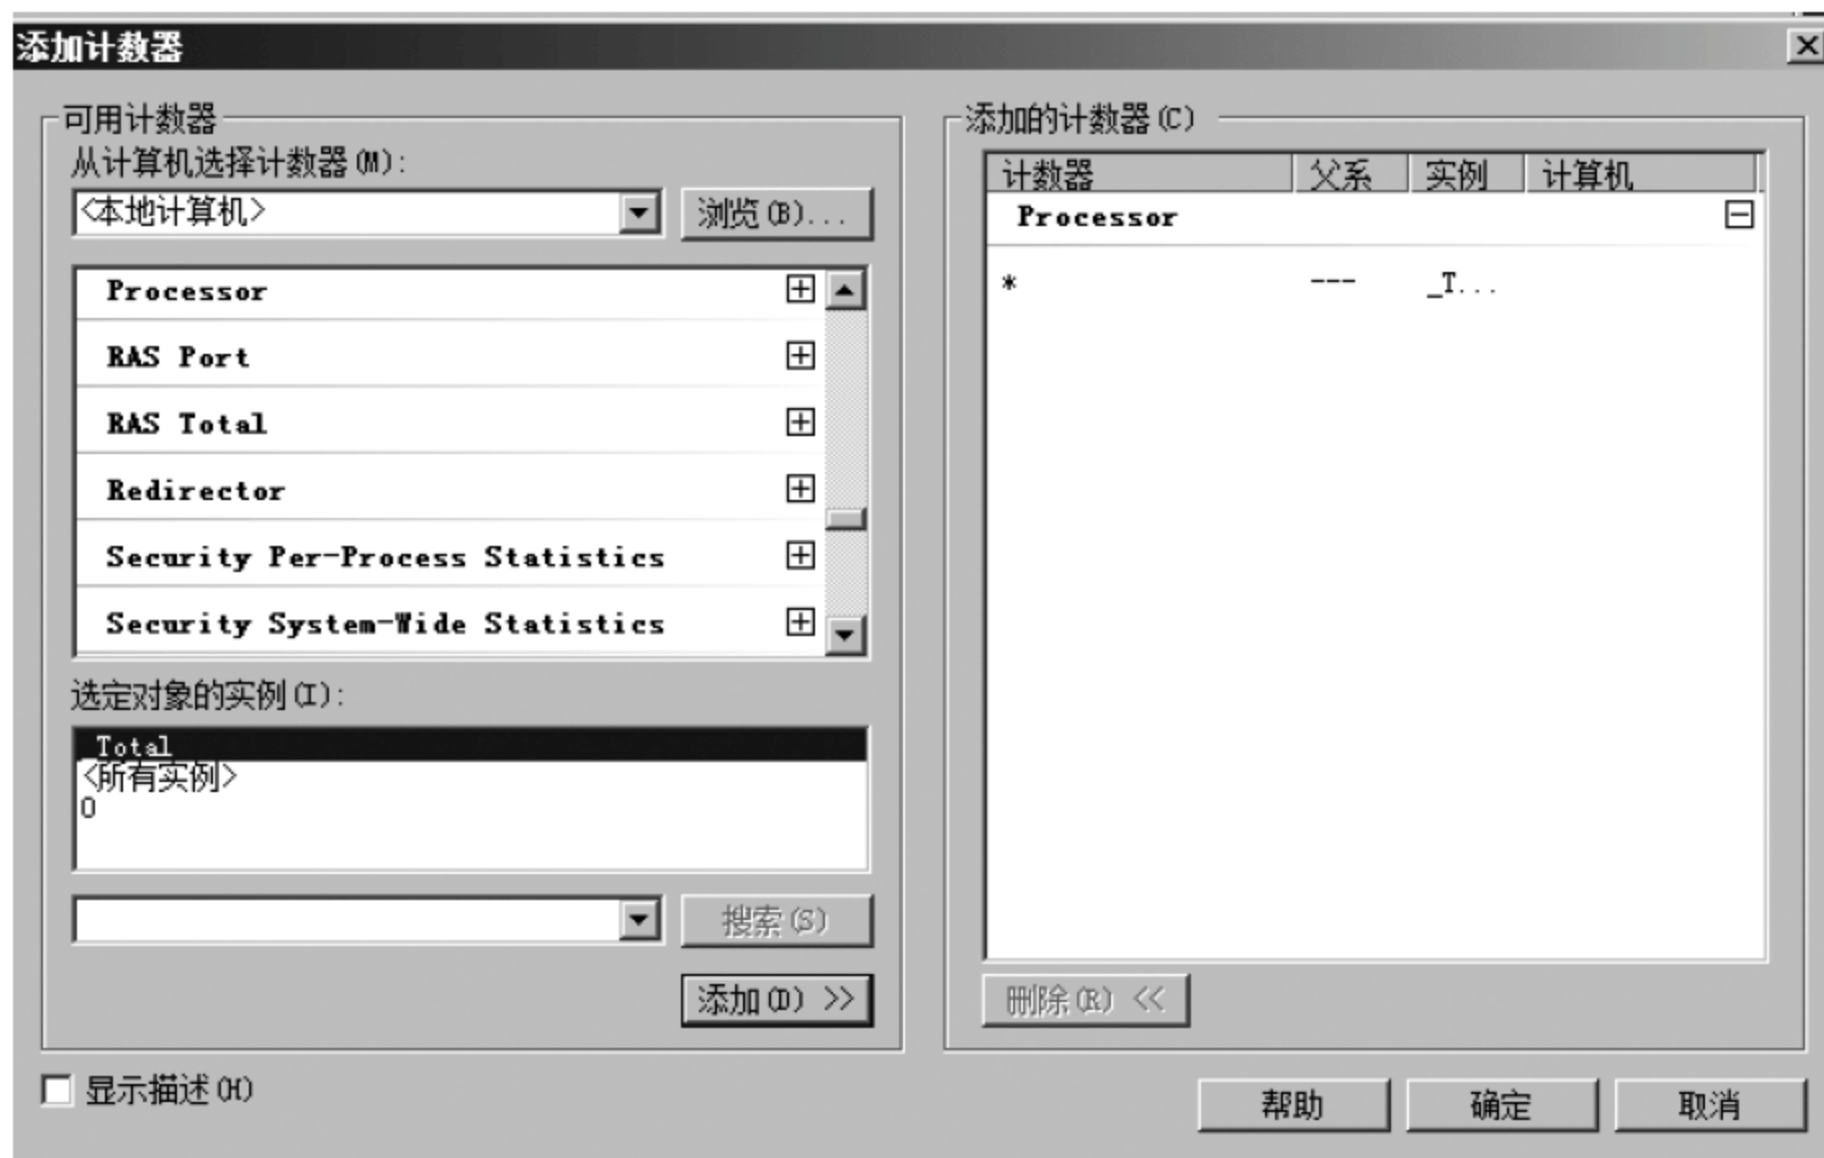 添加计数器
可用计数器
从计算机选择计数器(M):
<本地计算机>
浏览(B)...
Processor
RAS Port
RAS Total
Redirector
Security Per-Process Statistics
Security System-Wide Statistics
选定对象的实例(I):
_Total
<所有实例>
0
搜索(S)
添加(D) >>
显示描述(H)
添加的计数器(C)
计数器 父系 实例 计算机
Processor
* --- _T...
删除(R) <<
帮助 确定 取消